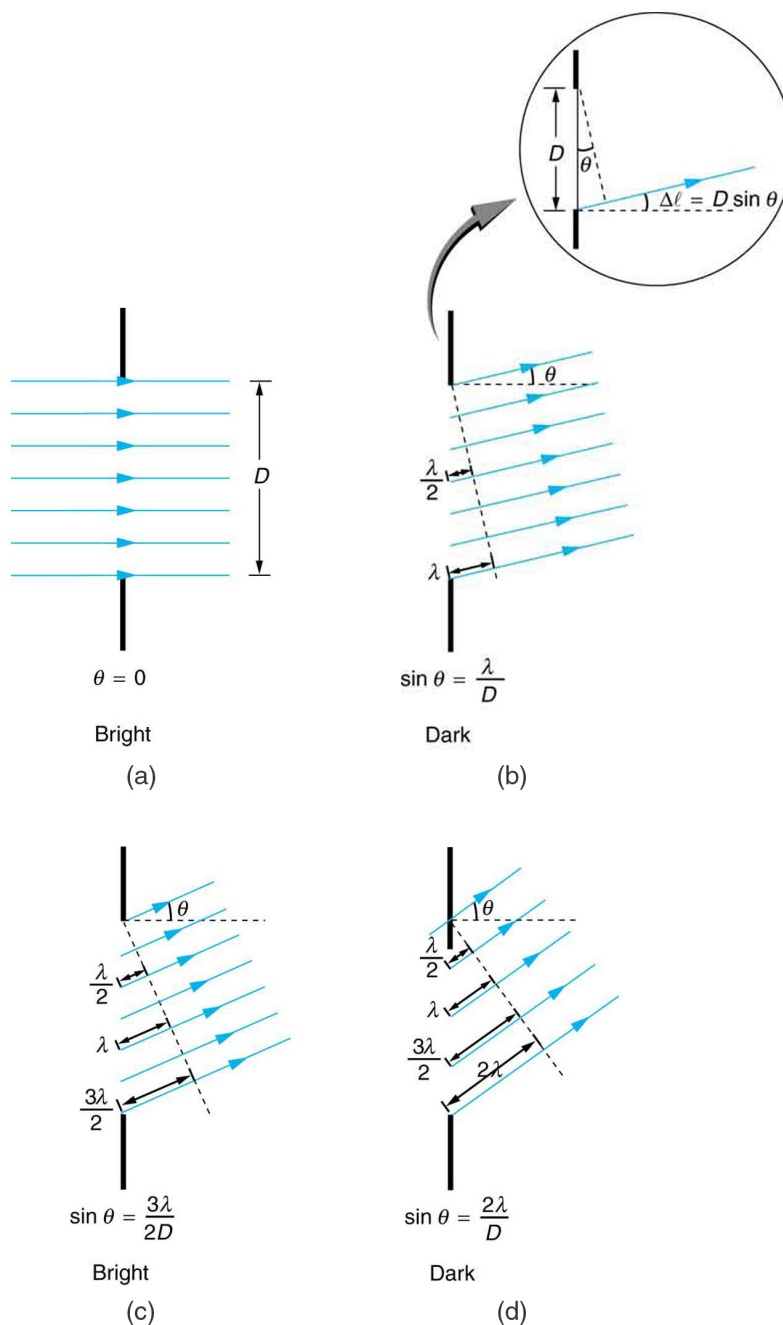 D
θ
Δℓ = D sin θ
D
θ
λ/2
λ
θ = 0
Bright
(a)
sin θ = λ/D
Dark
(b)
θ
λ/2
λ
3λ/2
sin θ = 3λ/2D
Bright
(c)
θ
λ/2
λ
3λ/2
2λ
sin θ = 2λ/D
Dark
(d)